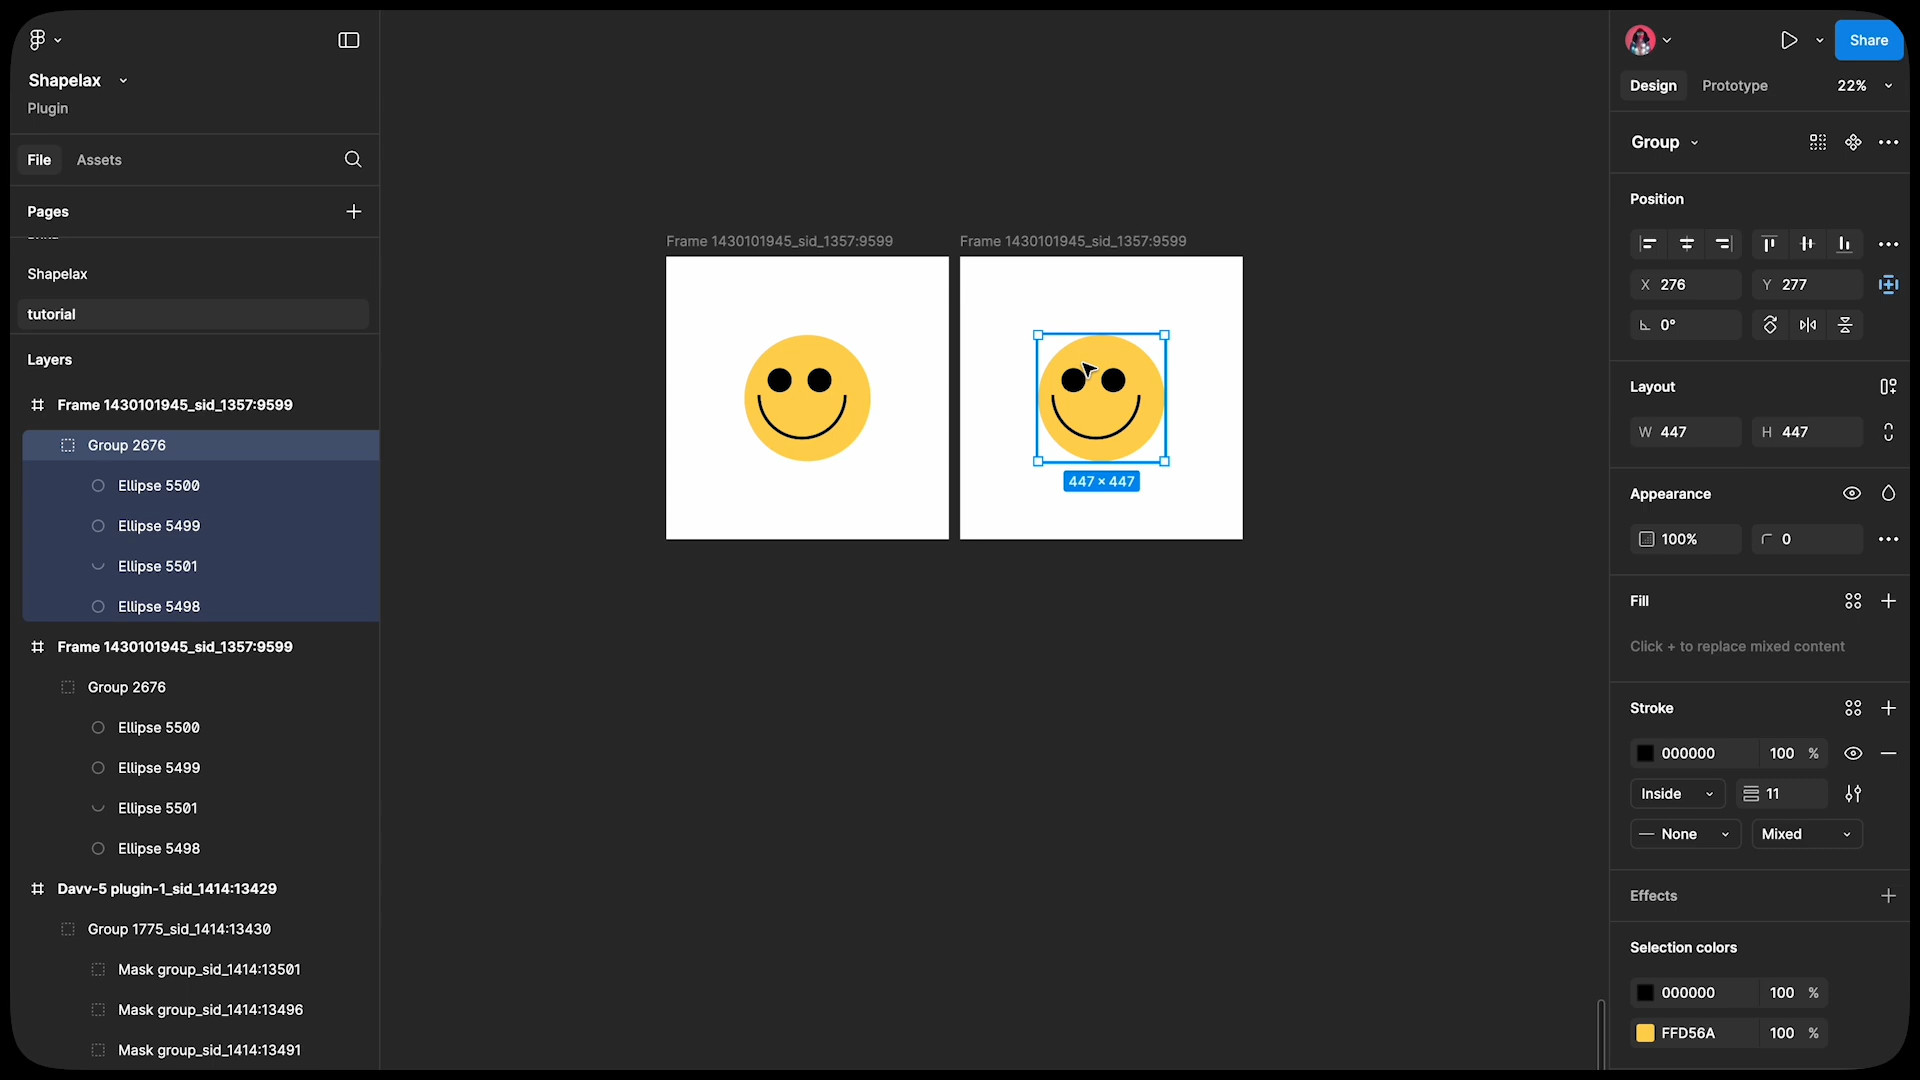 Shapelax
Plugin
File
Assets
Pages
Shapelax
tutorial
Layers
Frame 1430101945_sid_1357:9599
Group 2676
Ellipse 5500
Ellipse 5499
Ellipse 5501
Ellipse 5498
Frame 1430101945_sid_1357:9599
Group 2676
Ellipse 5500
Ellipse 5499
Ellipse 5501
Ellipse 5498
Davv-5 plugin-1_sid_1414:13429
Group 1775_sid_1414:13430
Mask group_sid_1414:13501
Mask group_sid_1414:13496
Mask group_sid_1414:13491
Frame 1430101945_sid_1357:9599
Frame 1430101945_sid_1357:9599
447 × 447
Share
Design
Prototype
22%
Group
Position
X 276
Y 277
0°
Layout
W 447
H 447
Appearance
100%
0
Fill
Click + to replace mixed content
Stroke
000000 100 %
Inside
11
None
Mixed
Effects
Selection colors
000000 100 %
FFD56A 100 %